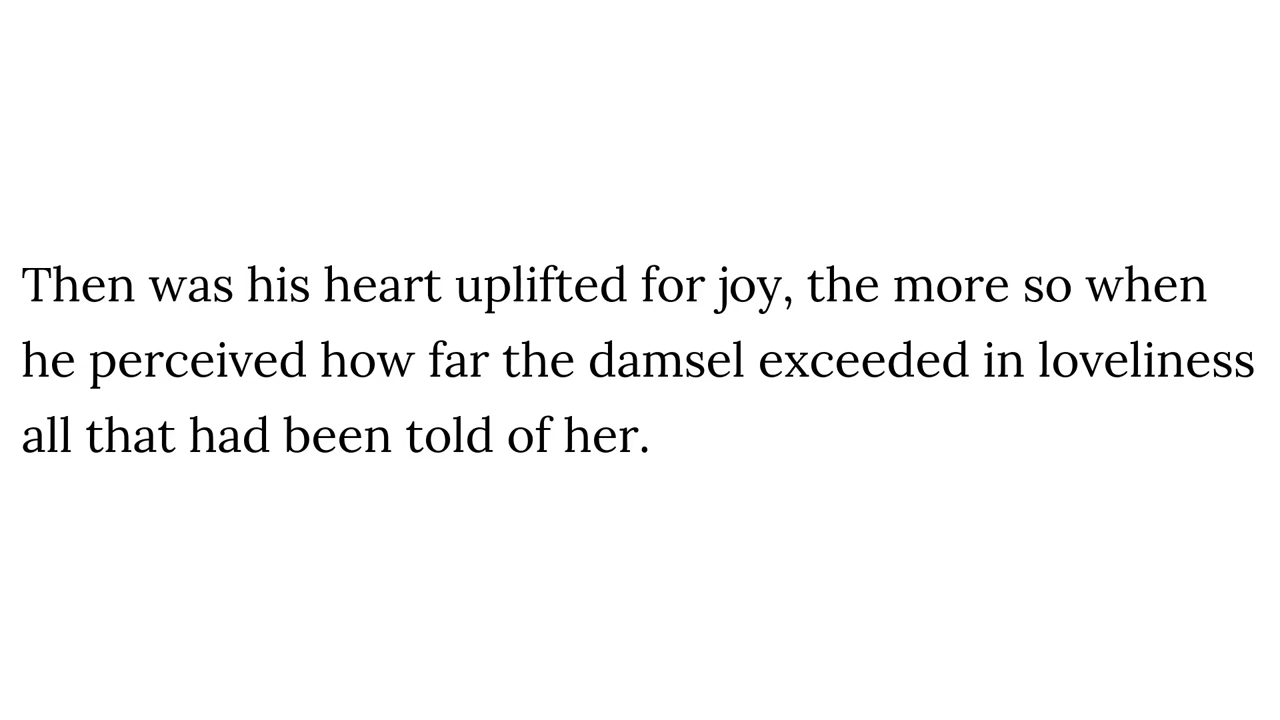 Then was his heart uplifted for joy, the more so when
he perceived how far the damsel exceeded in loveliness
all that had been told of her.